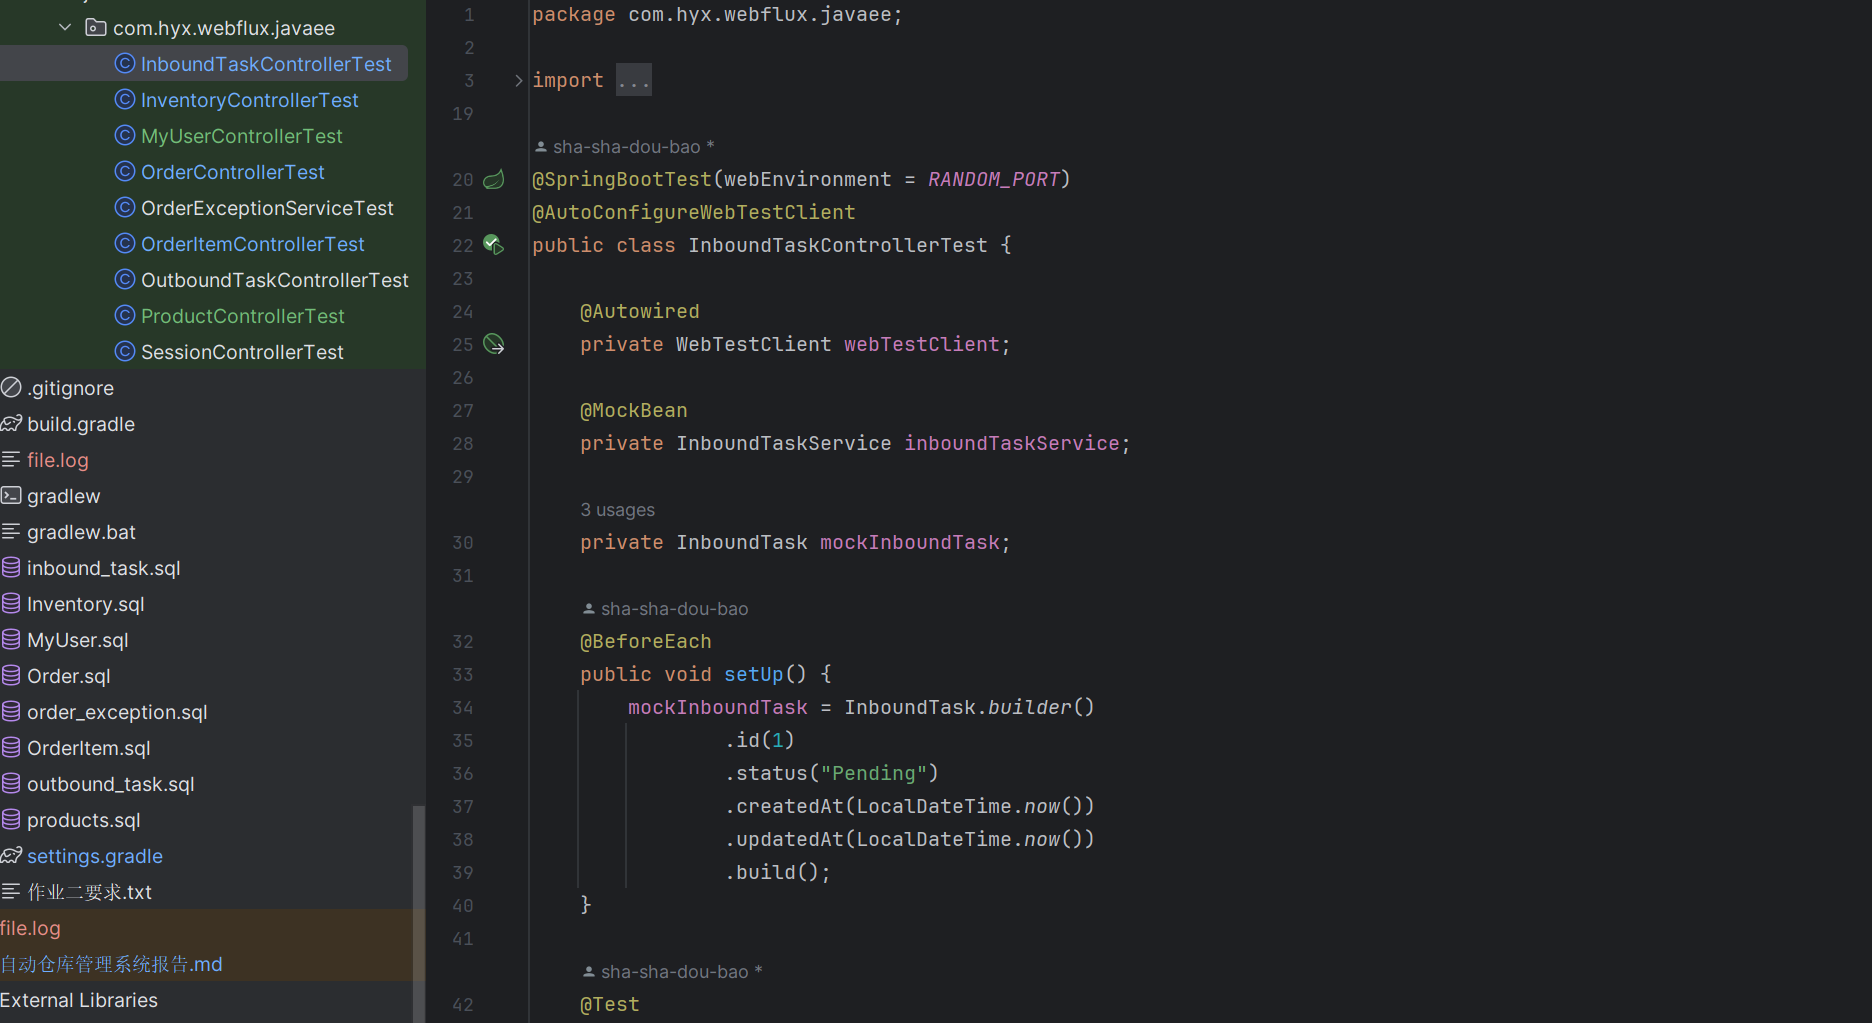 com.hyx.webflux.javaee
InboundTaskControllerTest
InventoryControllerTest
MyUserControllerTest
OrderControllerTest
OrderExceptionServiceTest
OrderItemControllerTest
OutboundTaskControllerTest
ProductControllerTest
SessionControllerTest
.gitignore
build.gradle
file.log
gradlew
gradlew.bat
inbound_task.sql
Inventory.sql
MyUser.sql
Order.sql
order_exception.sql
OrderItem.sql
outbound_task.sql
products.sql
settings.gradle
作业二要求.txt
file.log
自动仓库管理系统报告.md
External Libraries
1 package com.hyx.webflux.javaee;
2
3 import ...
19
sha-sha-dou-bao *
20 @SpringBootTest(webEnvironment = RANDOM_PORT)
21 @AutoConfigureWebTestClient
22 public class InboundTaskControllerTest {
23
24 @Autowired
25 private WebTestClient webTestClient;
26
27 @MockBean
28 private InboundTaskService inboundTaskService;
29
3 usages
30 private InboundTask mockInboundTask;
31
sha-sha-dou-bao
32 @BeforeEach
33 public void setUp() {
34 mockInboundTask = InboundTask.builder()
35 .id(1)
36 .status("Pending")
37 .createdAt(LocalDateTime.now())
38 .updatedAt(LocalDateTime.now())
39 .build();
40 }
41
sha-sha-dou-bao *
42 @Test